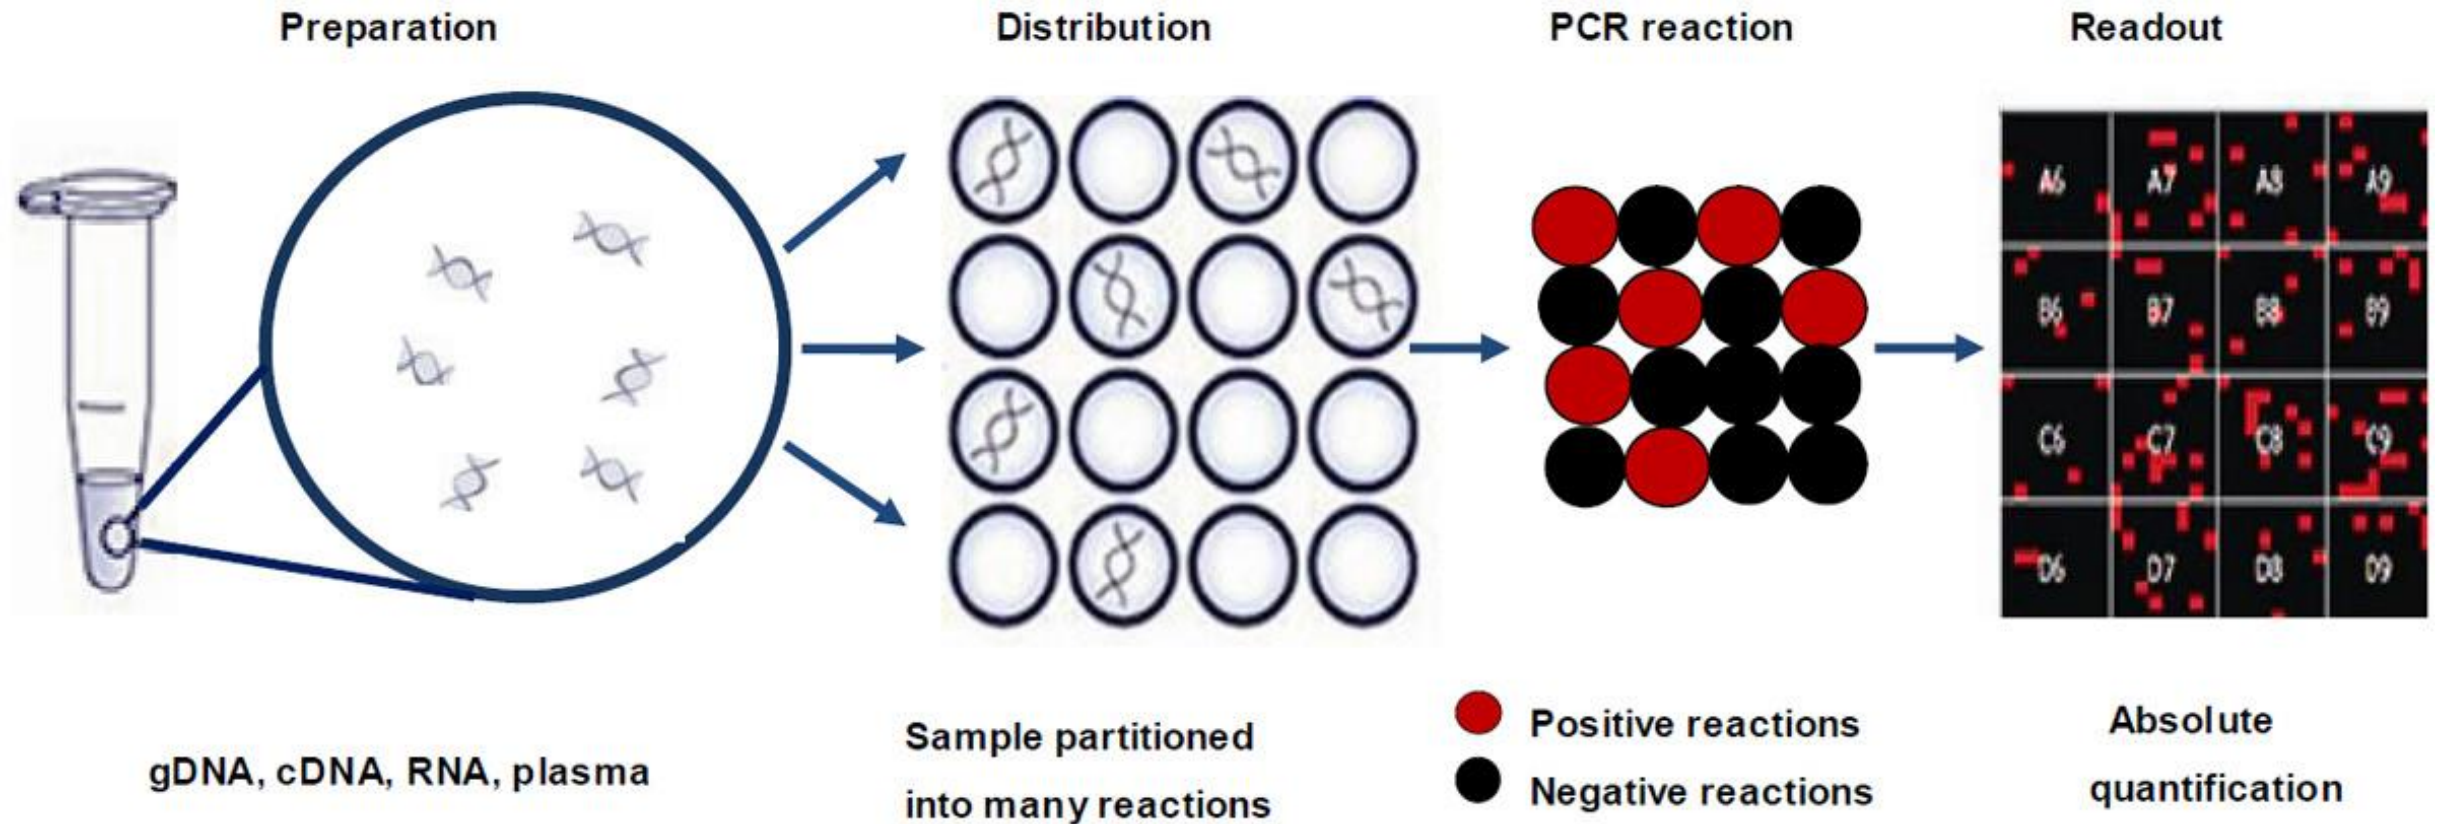 Preparation
Distribution
PCR reaction
Readout
A6 A7 A8 A9
B6 B7 B8 B9
C6 C7 C8 C9
D6 D7 D8 D9
gDNA, cDNA, RNA, plasma
Sample partitioned
into many reactions
Positive reactions
Negative reactions
Absolute
quantification